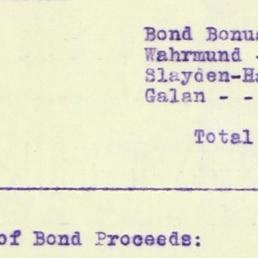 Bond Bonus
Wahrmund -
Slayden-Ha
Galan - -
Total
of Bond Proceeds: